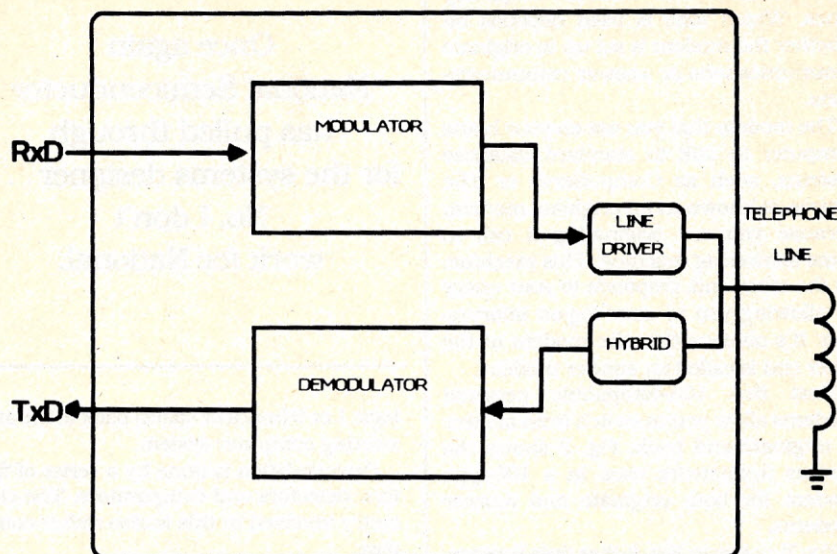 MODULATOR
RxD
LINE
DRIVER
TELEPHONE
LINE
HYBRID
DEMODULATOR
TxD